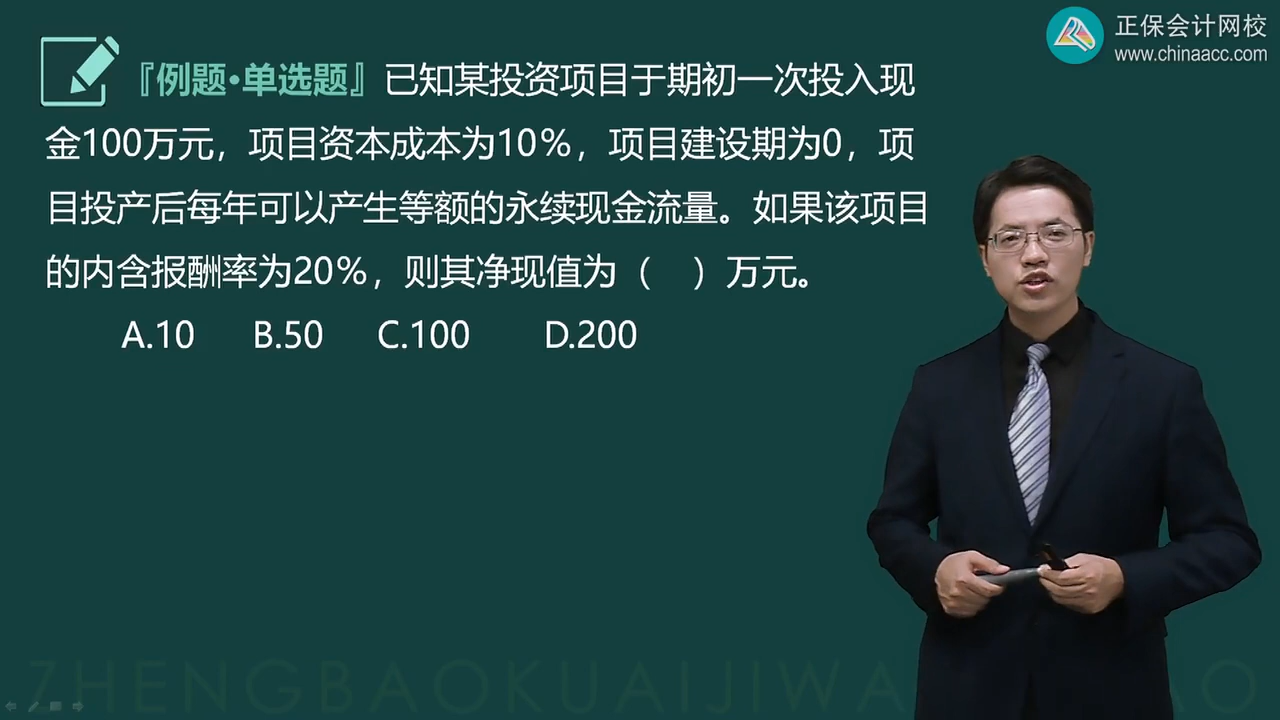 正保会计网校
www.chinaacc.com
『例题·单选题』已知某投资项目于期初一次投入现
金100万元，项目资本成本为10%，项目建设期为0，项
目投产后每年可以产生等额的永续现金流量。如果该项目
的内含报酬率为20%，则其净现值为（ ）万元。
A.10 B.50 C.100 D.200
ZHENGBAOKUAIJIWA
AO